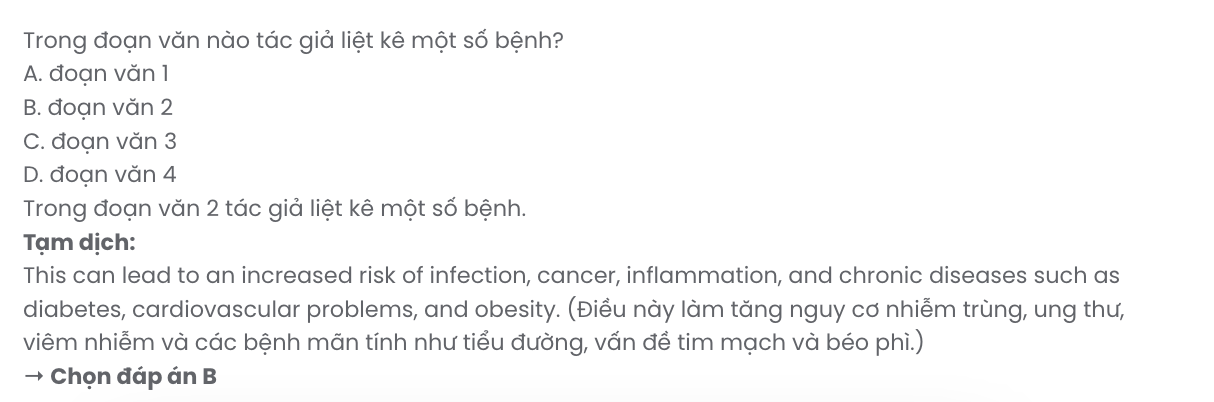 Trong đoạn văn nào tác giả liệt kê một số bệnh?
A. đoạn văn 1
B. đoạn văn 2
C. đoạn văn 3
D. đoạn văn 4
Trong đoạn văn 2 tác giả liệt kê một số bệnh.
Tạm dịch:
This can lead to an increased risk of infection, cancer, inflammation, and chronic diseases such as
diabetes, cardiovascular problems, and obesity. (Điều này làm tăng nguy cơ nhiễm trùng, ung thư,
viêm nhiễm và các bệnh mãn tính như tiểu đường, vấn đề tim mạch và béo phì.)
→ Chọn đáp án B